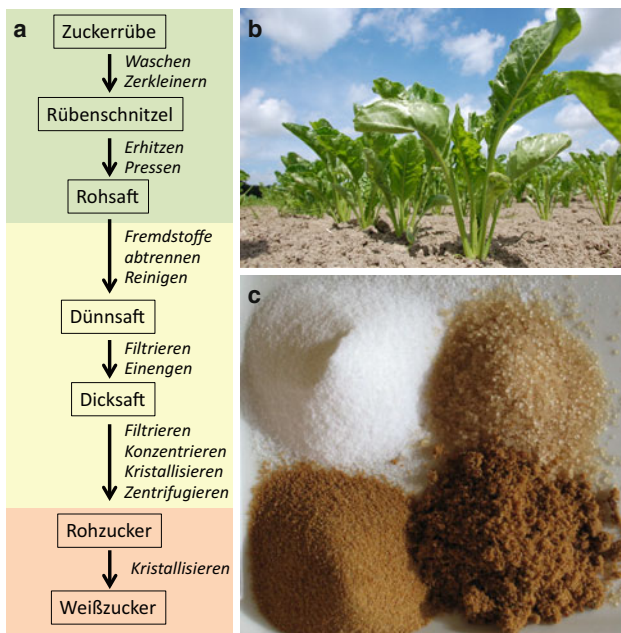 a
Zuckerrübe
Waschen
Zerkleinern
Rübenschnitzel
Erhitzen
Pressen
Rohsaft
Fremdstoffe
abtrennen
Reinigen
Dünnsaft
Filtrieren
Einengen
Dicksaft
Filtrieren
Konzentrieren
Kristallisieren
Zentrifugieren
Rohzucker
Kristallisieren
Weißzucker
b
c